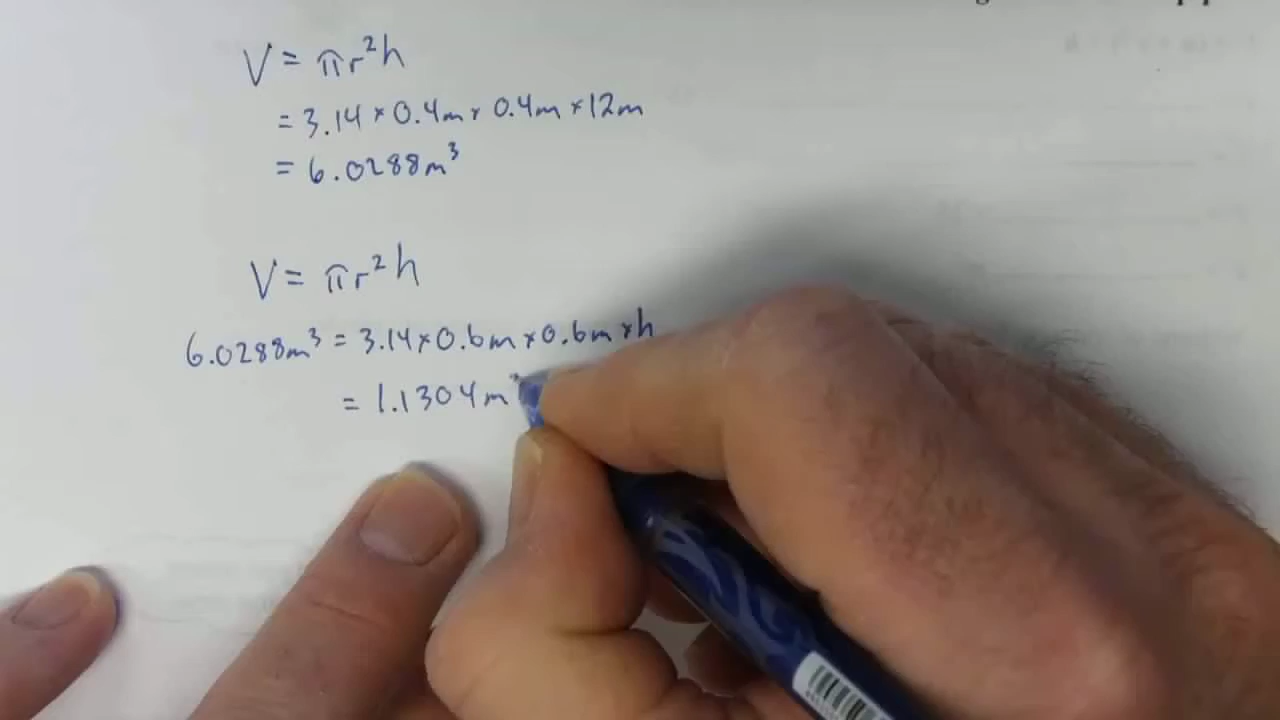 V = πr²h
= 3.14 × 0.4m × 0.4m × 12m
= 6.0288m³
V = πr²h
6.0288m³ = 3.14 × 0.6m × 0.6m × h
= 1.1304m